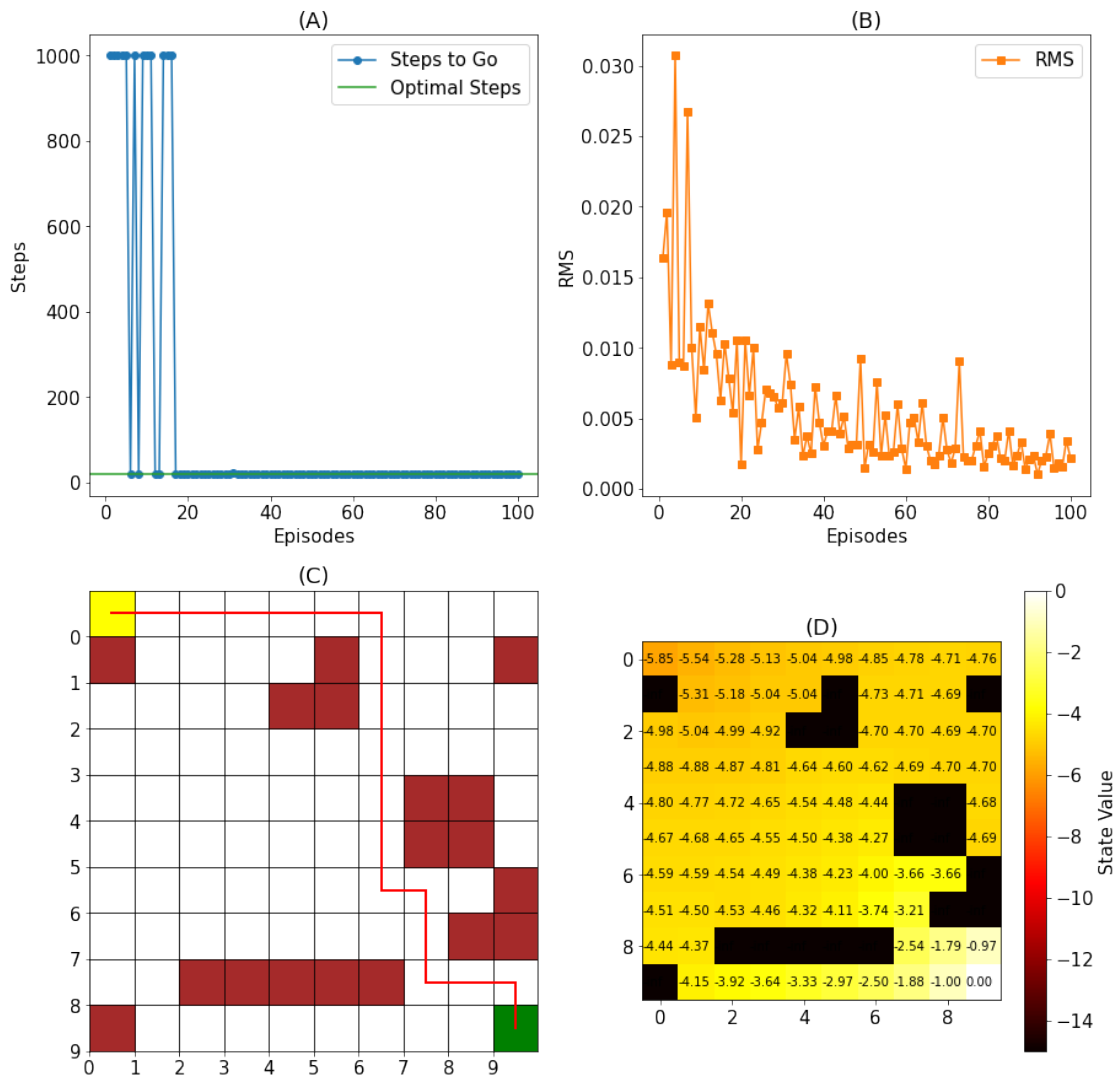 (A)
Steps to Go
Optimal Steps
1000
800
600
400
200
0
Steps
0 20 40 60 80 100
Episodes
(B)
RMS
0.030
0.025
0.020
0.015
0.010
0.005
0.000
RMS
0 20 40 60 80 100
Episodes
(C)
0
1
2
3
4
5
6
7
8
9
0 1 2 3 4 5 6 7 8 9
(D)
0 -5.85 -5.54 -5.28 -5.13 -5.04 -4.98 -4.85 -4.78 -4.71 -4.76
-5.31 -5.18 -5.04 -5.04 -4.73 -4.71 -4.69
2 -4.98 -5.04 -4.99 -4.92 -4.70 -4.70 -4.69 -4.70
-4.88 -4.88 -4.87 -4.81 -4.64 -4.60 -4.62 -4.69 -4.70 -4.70
4 -4.80 -4.77 -4.72 -4.65 -4.54 -4.48 -4.44 -4.68
-4.67 -4.68 -4.65 -4.55 -4.50 -4.38 -4.27 -4.69
6 -4.59 -4.59 -4.54 -4.49 -4.38 -4.23 -4.00 -3.66 -3.66
-4.51 -4.50 -4.53 -4.46 -4.32 -4.11 -3.74 -3.21
8 -4.44 -4.37 -2.54 -1.79 -0.97
-4.15 -3.92 -3.64 -3.33 -2.97 -2.50 -1.88 -1.00 0.00
0 2 4 6 8
0
−2
−4
−6
−8
−10
−12
−14
State Value